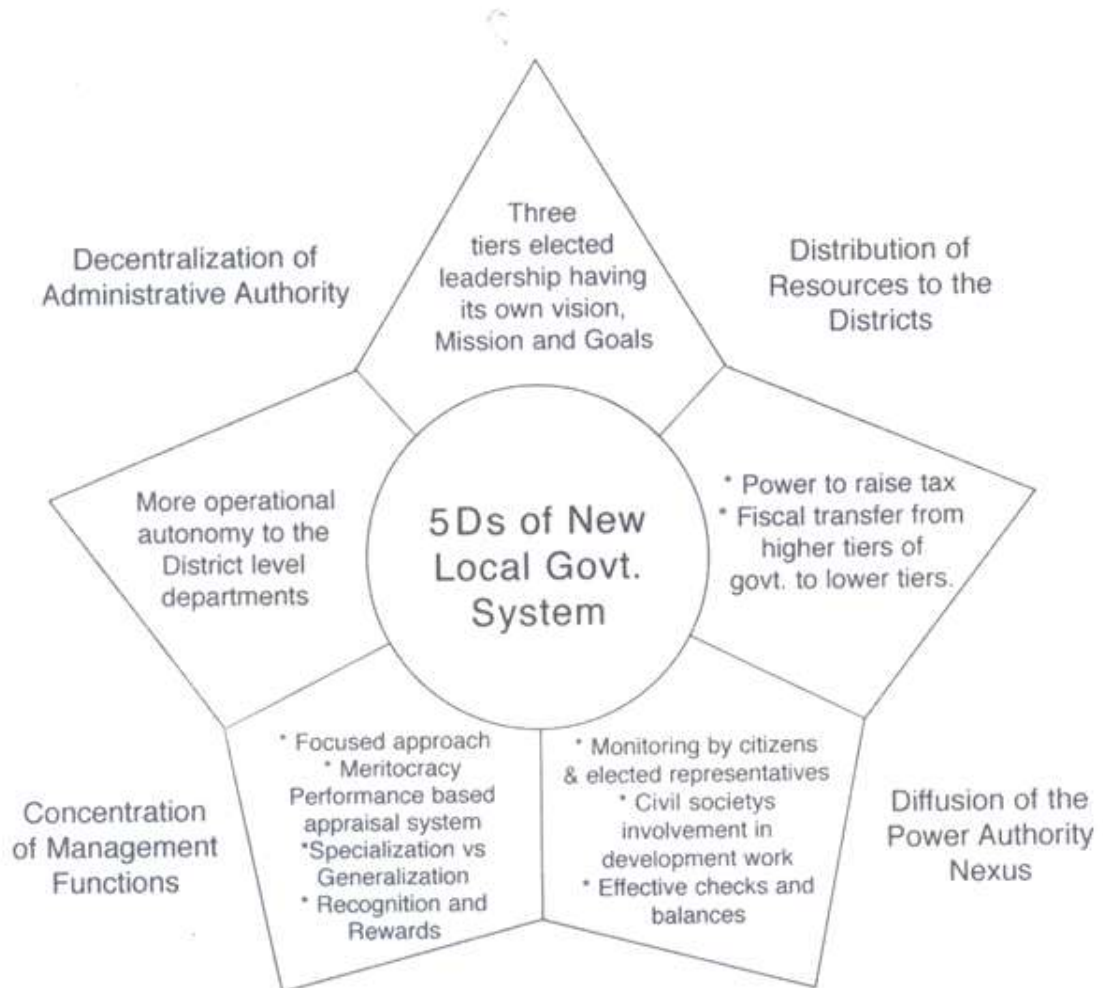 Three
tiers elected
leadership having
its own vision,
Mission and Goals
Decentralization of
Administrative Authority
Distribution of
Resources to the
Districts
More operational
autonomy to the
District level
departments
5Ds of New
Local Govt.
System
* Power to raise tax
* Fiscal transfer from
higher tiers of
govt. to lower tiers.
Concentration
of Management
Functions
* Focused approach
* Meritocracy
Performance based
appraisal system
*Specialization vs
Generalization
* Recognition and
Rewards
* Monitoring by citizens
& elected representatives
* Civil societys
involvement in
development work
* Effective checks and
balances
Diffusion of the
Power Authority
Nexus